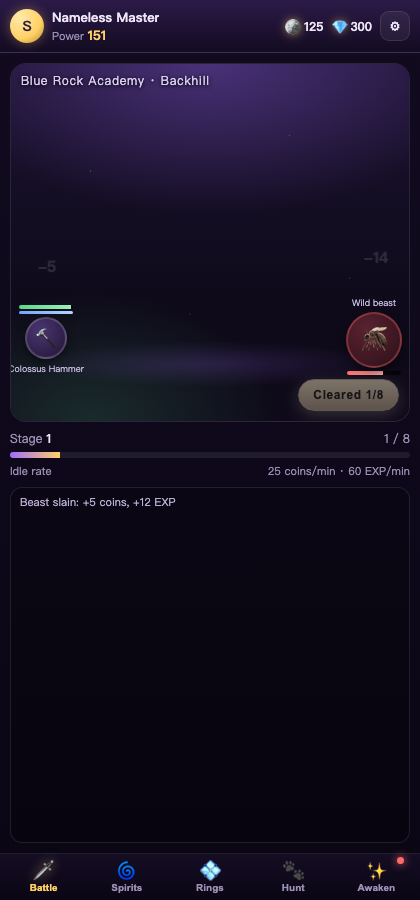 S
Nameless Master
Power 151
125
300
Blue Rock Academy · Backhill
-5
-14
Wild beast
Colossus Hammer
Cleared 1/8
Stage 1
1 / 8
Idle rate
25 coins/min · 60 EXP/min
Beast slain: +5 coins, +12 EXP
Battle
Spirits
Rings
Hunt
Awaken